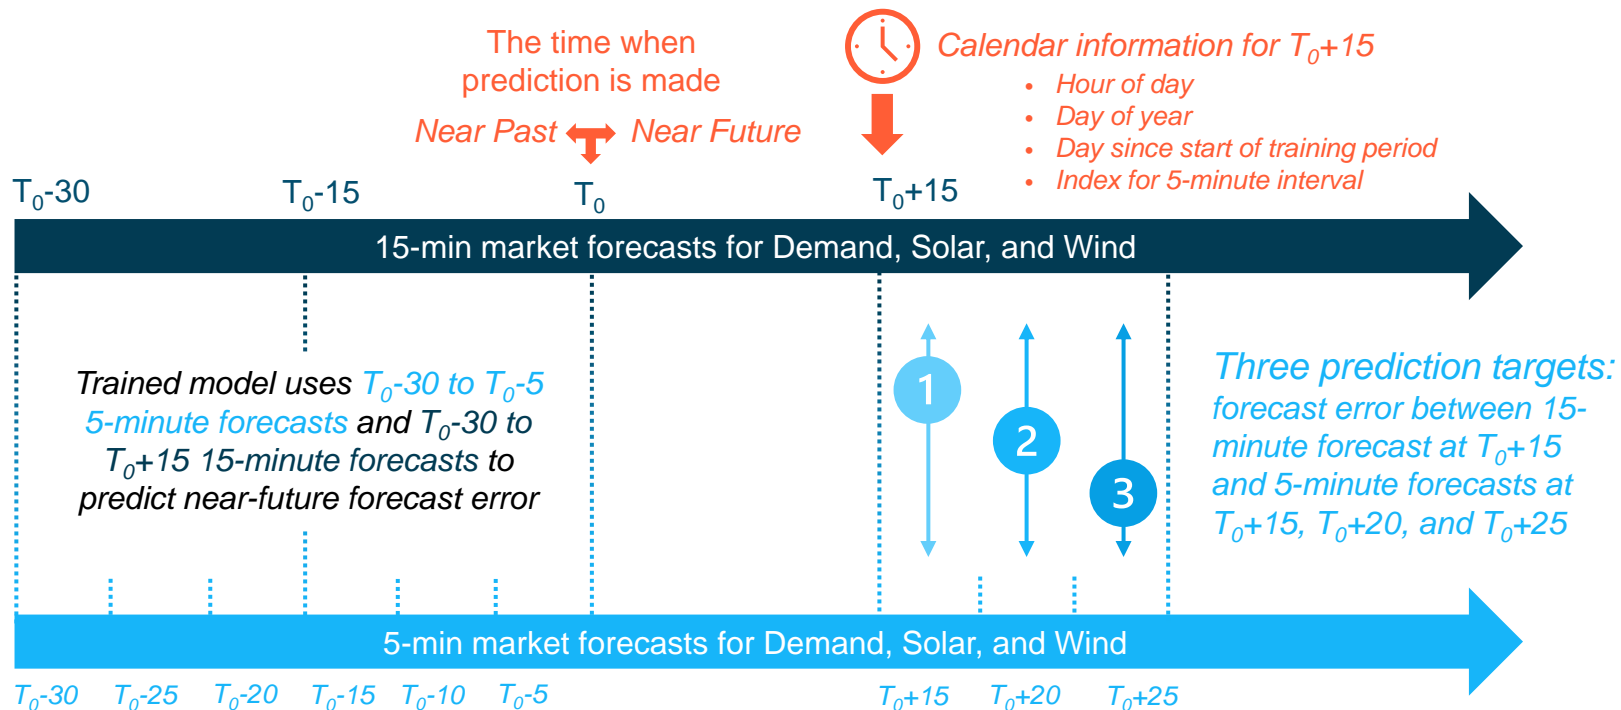 The time when
prediction is made
Near Past Near Future
Calendar information for T0+15
• Hour of day
• Day of year
• Day since start of training period
• Index for 5-minute interval
T0-30 T0-15 T0 T0+15
15-min market forecasts for Demand, Solar, and Wind
Trained model uses T0-30 to T0-5
5-minute forecasts and T0-30 to
T0+15 15-minute forecasts to
predict near-future forecast error
1
2
3
Three prediction targets:
forecast error between 15-
minute forecast at T0+15
and 5-minute forecasts at
T0+15, T0+20, and T0+25
5-min market forecasts for Demand, Solar, and Wind
T0-30 T0-25 T0-20 T0-15 T0-10 T0-5 T0+15 T0+20 T0+25